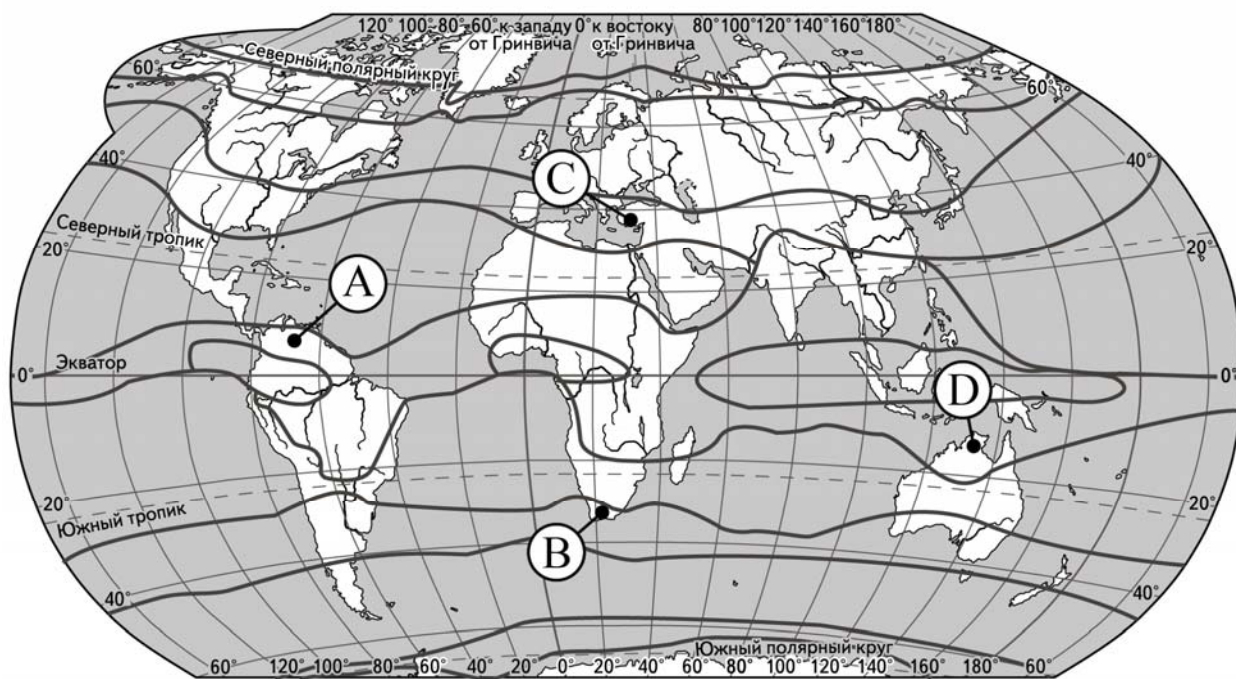 120° 100° 80° 60° к западу 0° к востоку 80° 100° 120° 140° 160° 180°
от Гринвича от Гринвича
Северный полярный круг
60° 60°
40° 40°
C
Северный тропик
20° 20°
A
Экватор
0° 0°
D
20° 20°
Южный тропик
B
40° 40°
Южный полярный круг
60° 120° 100° 80° 60° 40° 20° 0° 20° 40° 60° 80° 100° 120° 140° 160° 180° 60°